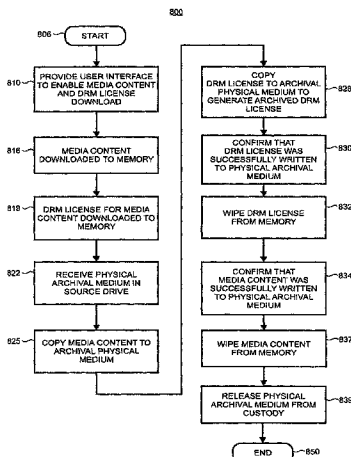 800
806
START
810
PROVIDE USER INTERFACE
TO ENABLE MEDIA CONTENT
AND DRM LICENSE
DOWNLOAD
816
MEDIA CONTENT
DOWNLOADED TO MEMORY
819
DRM LICENSE FOR MEDIA
CONTENT DOWNLOADED TO
MEMORY
822
RECEIVE PHYSICAL
ARCHIVAL MEDIUM IN
SOURCE DRIVE
825
COPY MEDIA CONTENT TO
ARCHIVAL PHYSICAL
MEDIUM
COPY
DRM LICENSE TO ARCHIVAL
PHYSICAL MEDIUM TO
GENERATE ARCHIVED DRM
LICENSE
828
CONFIRM THAT
DRM LICENSE WAS
SUCCESSFULLY WRITTEN
TO PHYSICAL ARCHIVAL
MEDIUM
830
WIPE DRM LICENSE
FROM MEMORY
832
CONFIRM THAT
MEDIA CONTENT WAS
SUCCESSFULLY WRITTEN
TO PHYSICAL ARCHIVAL
MEDIUM
834
WIPE MEDIA CONTENT
FROM MEMORY
837
RELEASE PHYSICAL
ARCHIVAL MEDIUM FROM
CUSTODY
839
END
850